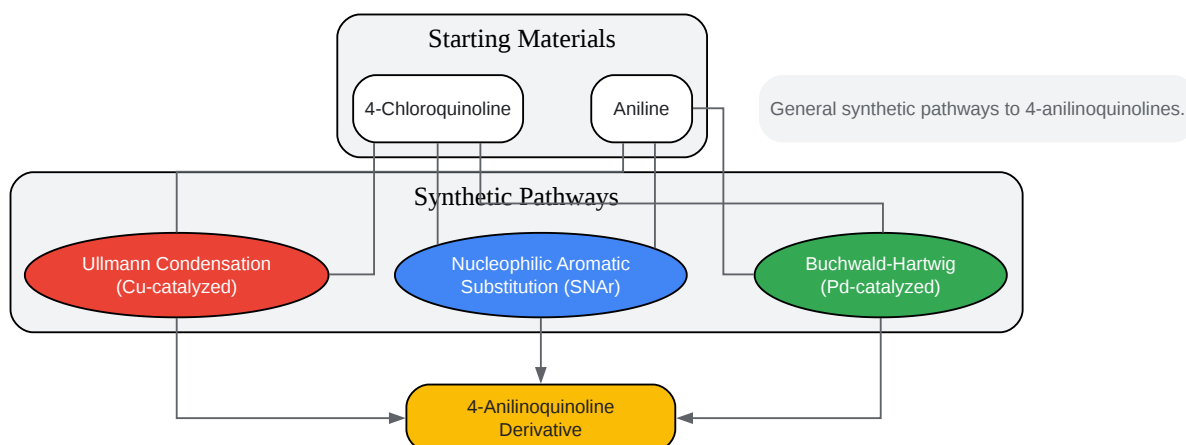 Starting Materials
4-Chloroquinoline
Aniline
General synthetic pathways to 4-anilinoquinolines.
Synthetic Pathways
Ullmann Condensation
(Cu-catalyzed)
Nucleophilic Aromatic
Substitution (SNAr)
Buchwald-Hartwig
(Pd-catalyzed)
4-Anilinoquinoline
Derivative